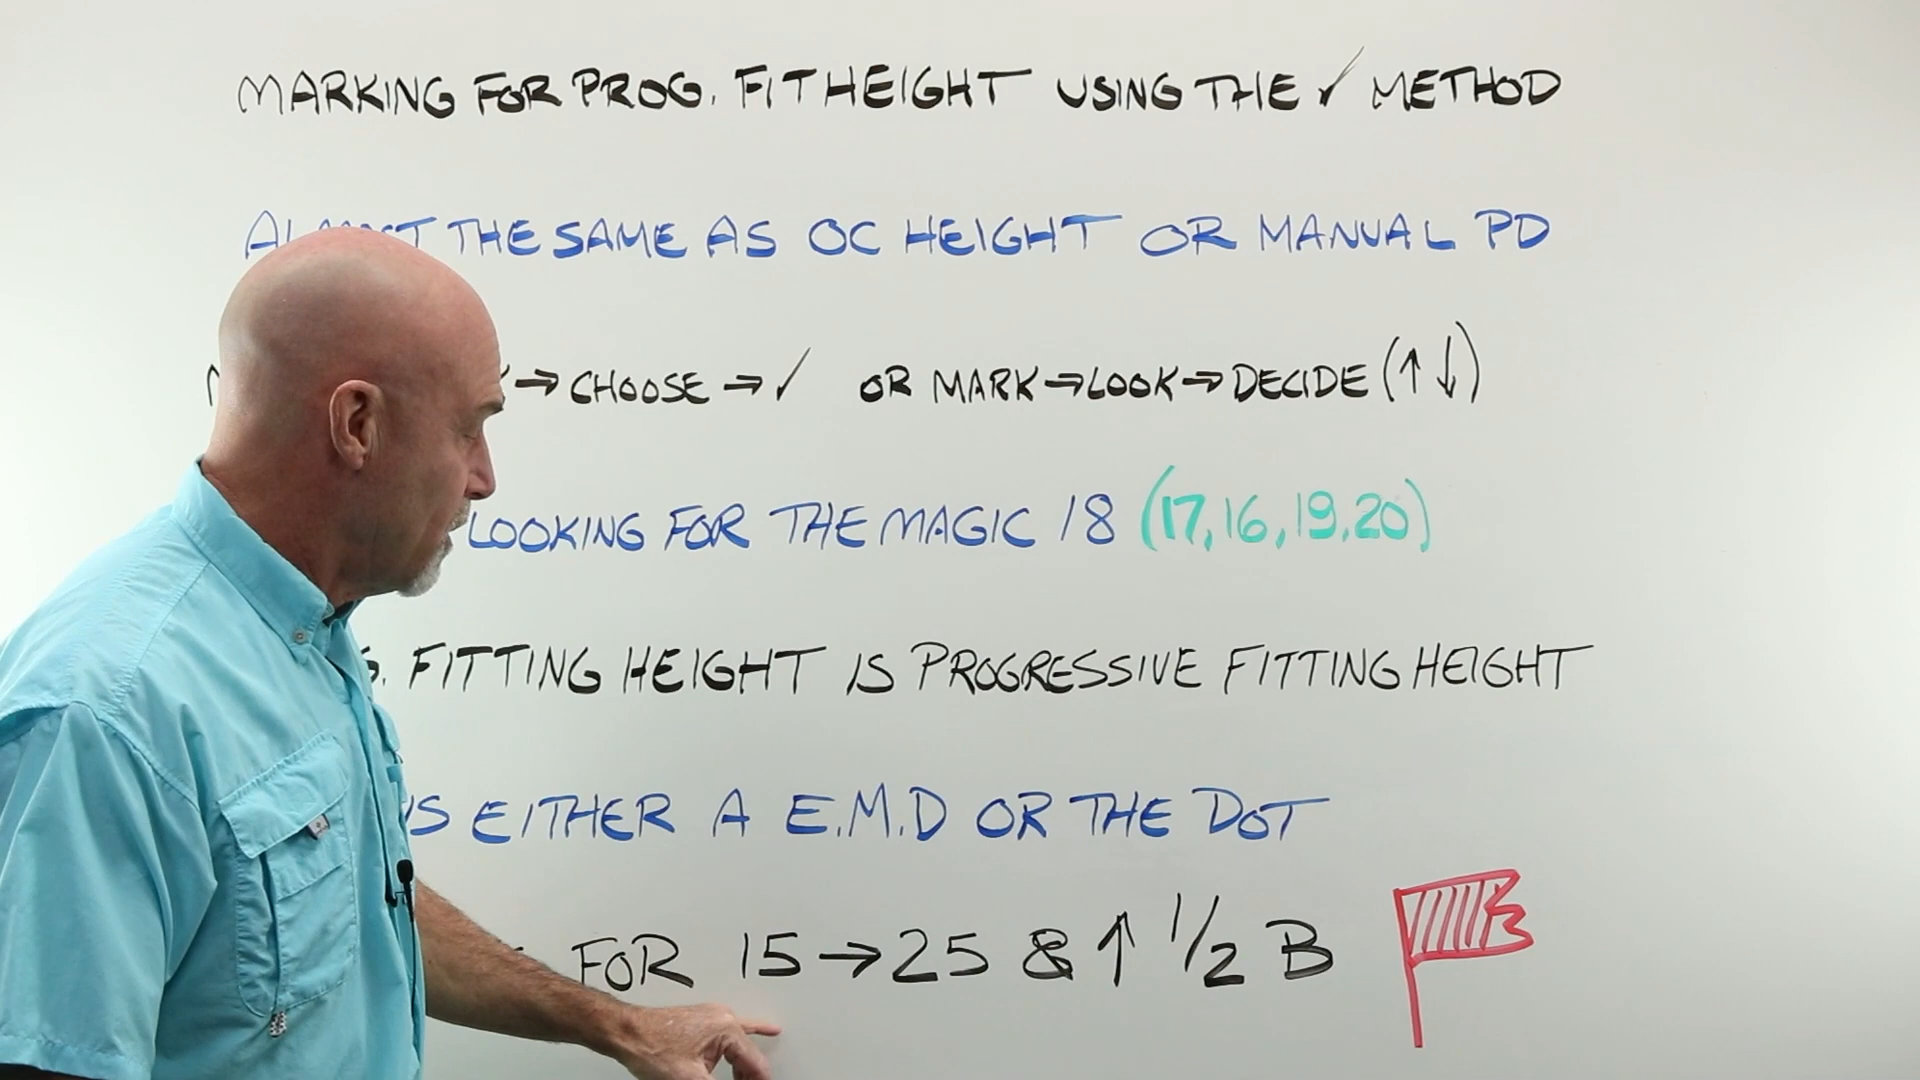 MARKING FOR PROG. FIT HEIGHT USING THE ✓ METHOD
THE SAME AS OC HEIGHT OR MANUAL PD
→ CHOOSE → ✓ OR MARK → LOOK → DECIDE (↑↓)
LOOKING FOR THE MAGIC 18 (17, 16, 19, 20)
FITTING HEIGHT IS PROGRESSIVE FITTING HEIGHT
EITHER A E.M.D OR THE DOT
FOR 15 → 25 & ↑ 1/2 B